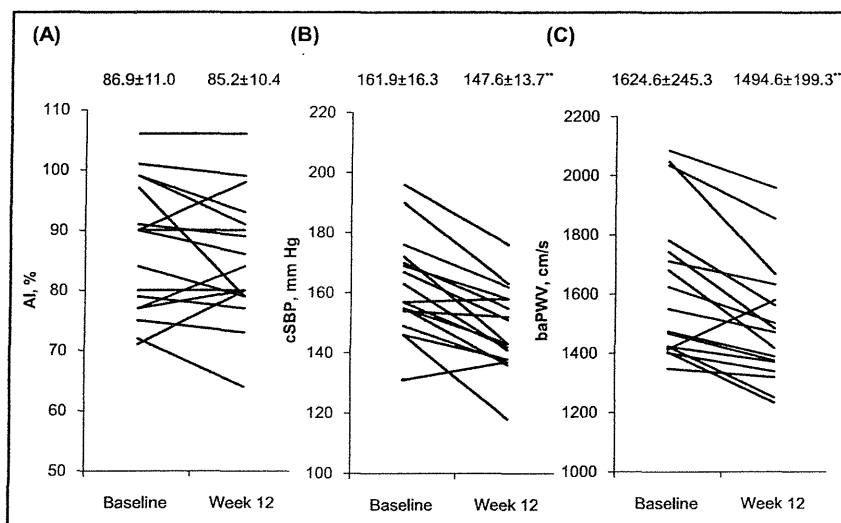 (A) (B) (C)
86.9±11.0 85.2±10.4 161.9±16.3 147.6±13.7** 1624.6±245.3 1494.6±199.3**
AI, %
110
100
90
80
70
60
50
Baseline Week 12
cSBP, mm Hg
220
200
180
160
140
120
100
Baseline Week 12
baPWV, cm/s
2200
2000
1800
1600
1400
1200
1000
Baseline Week 12